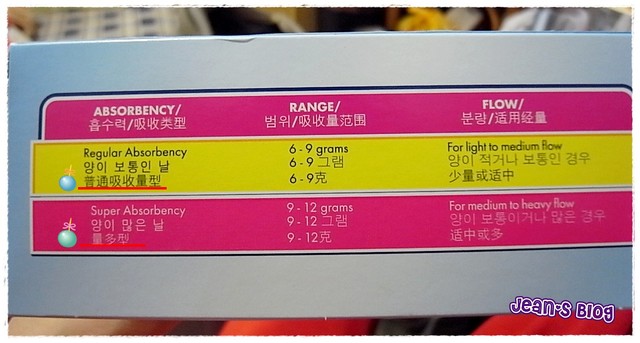 ABSORBENCY/
흡수력/吸收类型
RANGE/
범위/吸收量范围
FLOW/
분량/适用经量
Regular Absorbency
양이 보통인 날
普通吸收量型
6 - 9 grams
6 - 9 그램
6 - 9克
For light to medium flow
양이 적거나 보통인 경우
少量或适中
Super Absorbency
양이 많은 날
量多型
9 - 12 grams
9 - 12 그램
9 - 12克
For medium to heavy flow
양이 보통이거나 많은 경우
适中或多
Jean's Blog